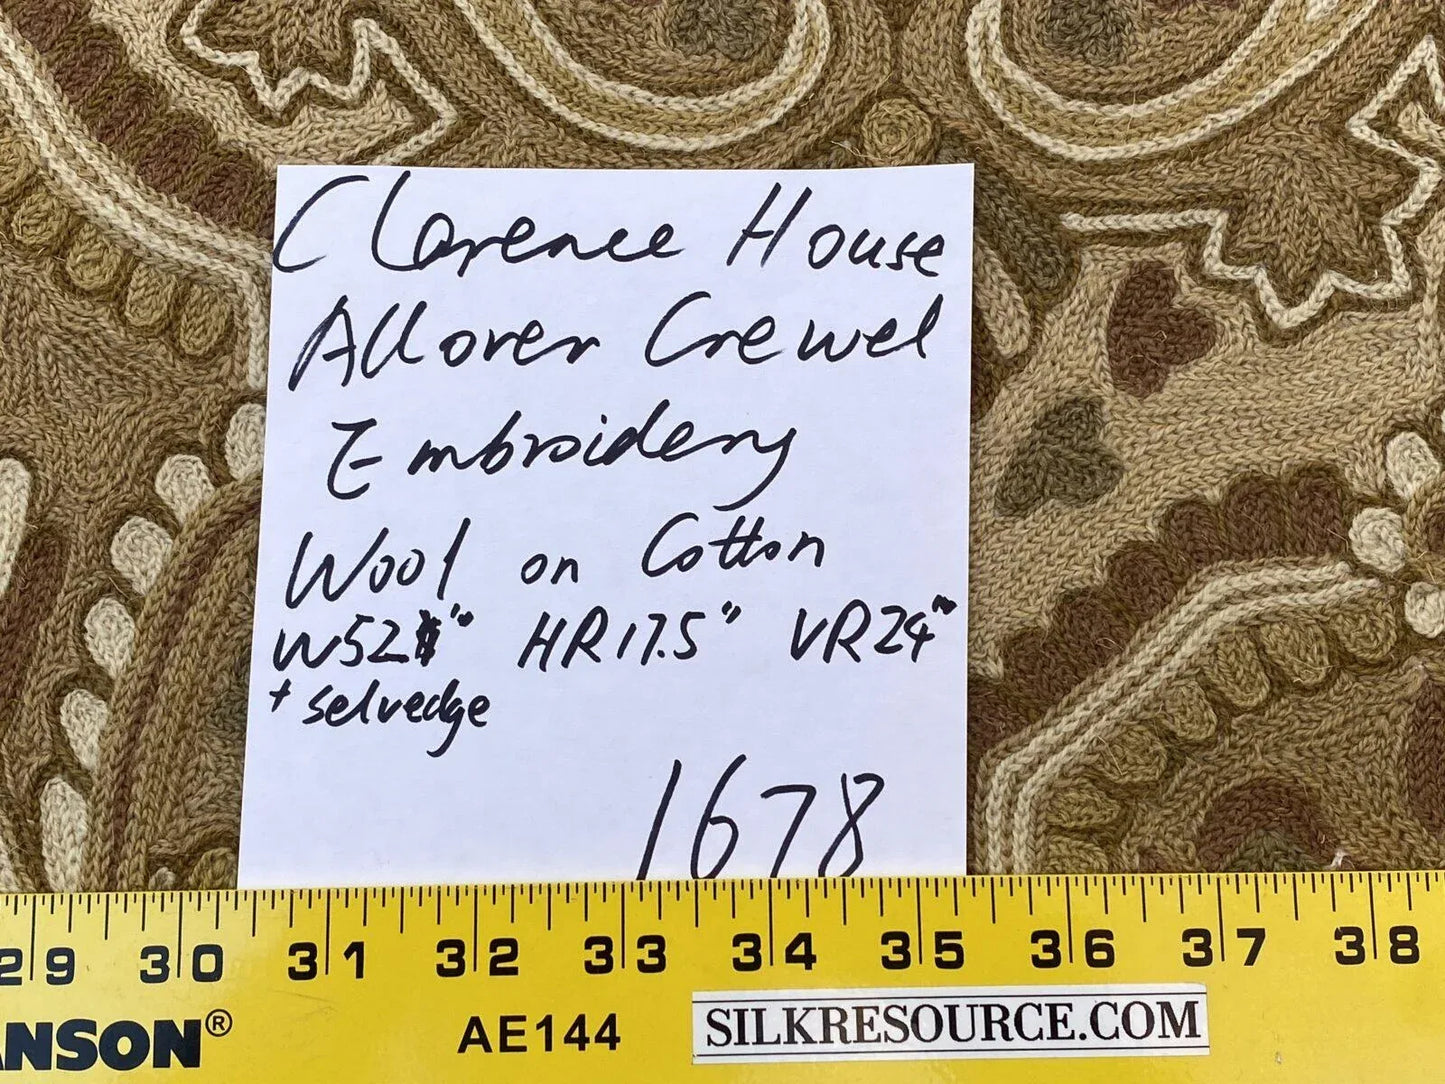 Clarence House
Allover Crewel
Embroidery
Wool on Cotton
W52" HR17.5" VR24"
+ selvedge
1678
29 30 31 32 33 34 35 36 37 38
ANSON® AE144 SILKRESOURCE.COM